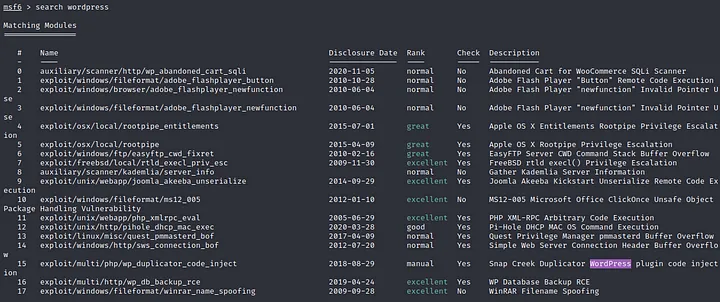 msf6 > search wordpress
Matching Modules
================
# Name Disclosure Date Rank Check Description
- ---- --------------- ---- ----- -----------
0 auxiliary/scanner/http/wp_abandoned_cart_sqli 2020-11-05 normal No Abandoned Cart for WooCommerce SQLi Scanner
1 exploit/windows/fileformat/adobe_flashplayer_button 2010-10-28 normal No Adobe Flash Player "Button" Remote Code Execution
2 exploit/windows/browser/adobe_flashplayer_newfunction 2010-06-04 normal No Adobe Flash Player "newfunction" Invalid Pointer U
se
3 exploit/windows/fileformat/adobe_flashplayer_newfunction 2010-06-04 normal No Adobe Flash Player "newfunction" Invalid Pointer U
se
4 exploit/osx/local/rootpipe_entitlements 2015-07-01 great Yes Apple OS X Entitlements Rootpipe Privilege Escalat
ion
5 exploit/osx/local/rootpipe 2015-04-09 great Yes Apple OS X Rootpipe Privilege Escalation
6 exploit/windows/ftp/easyftp_cwd_fixret 2010-02-16 great Yes EasyFTP Server CWD Command Stack Buffer Overflow
7 exploit/freebsd/local/rtld_execl_priv_esc 2009-11-30 excellent Yes FreeBSD rtld execl() Privilege Escalation
8 auxiliary/scanner/kademlia/server_info normal No Gather Kademlia Server Information
9 exploit/unix/webapp/joomla_akeeba_unserialize 2014-09-29 excellent Yes Joomla Akeeba Kickstart Unserialize Remote Code Ex
ecution
10 exploit/windows/fileformat/ms12_005 2012-01-10 excellent No MS12-005 Microsoft Office ClickOnce Unsafe Object
Package Handling Vulnerability
11 exploit/unix/webapp/php_xmlrpc_eval 2005-06-29 excellent Yes PHP XML-RPC Arbitrary Code Execution
12 exploit/unix/http/pihole_dhcp_mac_exec 2020-03-28 good Yes Pi-Hole DHCP MAC OS Command Execution
13 exploit/linux/misc/quest_pmmasterd_bof 2017-04-09 normal Yes Quest Privilege Manager pmmasterd Buffer Overflow
14 exploit/windows/http/sws_connection_bof 2012-07-20 normal Yes Simple Web Server Connection Header Buffer Overflo
w
15 exploit/multi/php/wp_duplicator_code_inject 2018-08-29 manual Yes Snap Creek Duplicator WordPress plugin code inject
ion
16 exploit/multi/http/wp_db_backup_rce 2019-04-24 excellent Yes WP Database Backup RCE
17 exploit/windows/fileformat/winrar_name_spoofing 2009-09-28 excellent No WinRAR Filename Spoofing